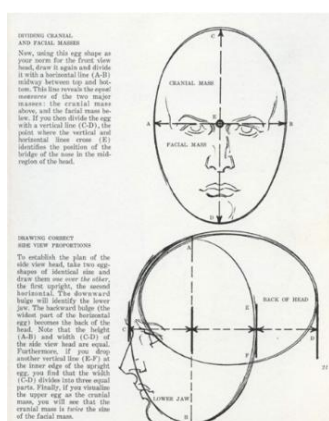 DIVIDING CRANIAL
AND FACIAL MASSES
Now, using this egg shape as
your norm for the front view
head, draw it again and divide
it with a horizontal line (A-B)
midway between top and bot-
tom. This line reveals the equal
measures of the two major
masses: the cranial mass
above, and the facial mass be-
low. If you then divide the egg
with a vertical line (C-D), the
point where the vertical and
horizontal lines cross (E)
identifies the position of the
bridge of the nose in the mid-
region of the head.
CRANIAL MASS
A
E
B
FACIAL MASS
D
DRAWING CORRECT
SIDE VIEW PROPORTIONS
To establish the plan of the
side view head, take two egg-
shapes of identical size and
draw them one over the other,
the first upright, the second
horizontal. The downward
bulge will identify the lower
jaw. The backward bulge (the
widest part of the horizontal
egg) becomes the back of the
head. Note that the height
(A-B) and width (C-D) of
the side view head are equal.
Furthermore, if you drop
another vertical line (E-F) at
the inner edge of the upright
egg, you find that the width
(C-D) divides into three equal
parts. Finally, if you visualize
the upper egg as the cranial
mass, you will see that the
cranial mass is twice the size
of the facial mass.
A
BACK OF HEAD
E
C
D
F
LOWER JAW
B
21